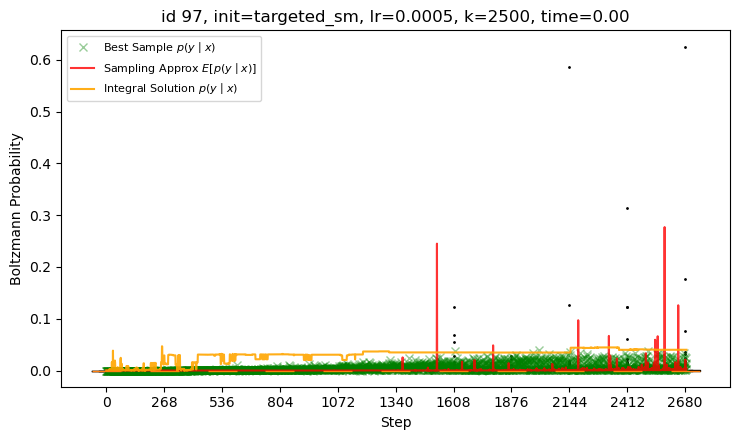 id 97, init=targeted_sm, lr=0.0005, k=2500, time=0.00
Best Sample p(y | x)
Sampling Approx E[p(y | x)]
Integral Solution p(y | x)
Boltzmann Probability
0.6
0.5
0.4
0.3
0.2
0.1
0.0
0 268 536 804 1072 1340 1608 1876 2144 2412 2680
Step